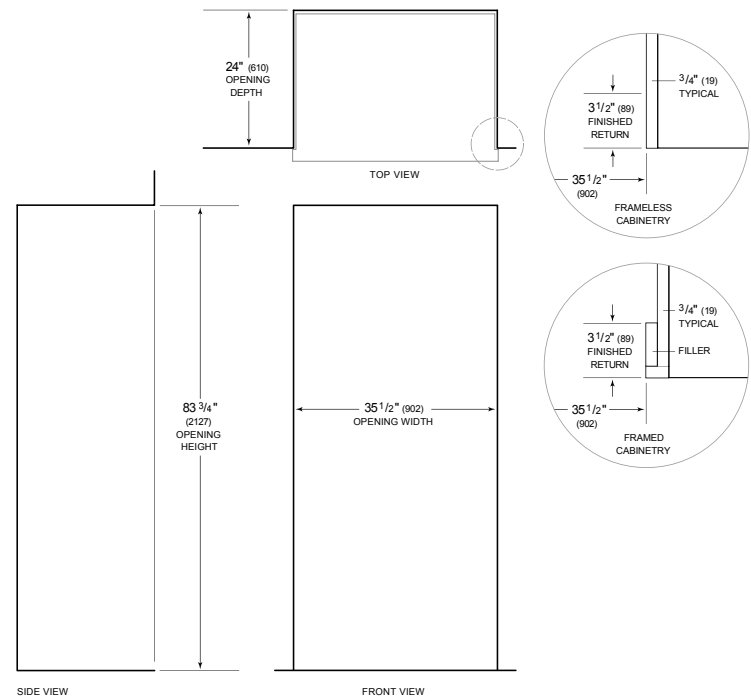 24" (610)
OPENING
DEPTH
TOP VIEW
3/4" (19)
TYPICAL
3 1/2" (89)
FINISHED
RETURN
35 1/2"
(902)
FRAMELESS
CABINETRY
3/4" (19)
TYPICAL
3 1/2" (89)
FINISHED
RETURN
FILLER
35 1/2"
(902)
FRAMED
CABINETRY
83 3/4"
(2127)
OPENING
HEIGHT
35 1/2" (902)
OPENING WIDTH
SIDE VIEW
FRONT VIEW